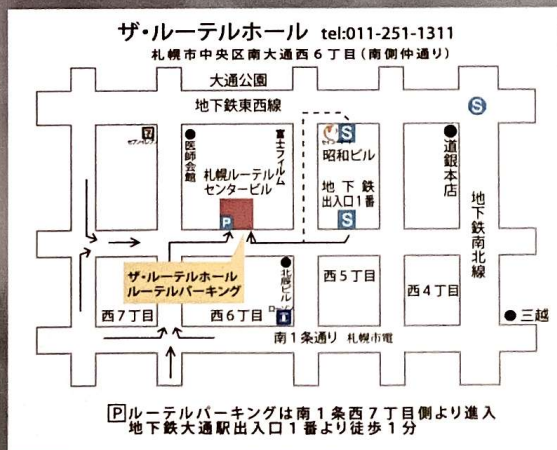 ザ・ルーテルホール tel:011-251-1311
札幌市中央区南大通西6丁目(南側仲通り)
大通公園
地下鉄東西線
S
セブンイレブン
医師会館
富士フイルム
S
昭和ビル
道銀本店
札幌ルーテル
センタービル
地下鉄
出入口1番
地下鉄南北線
P
S
ザ・ルーテルホール
ルーテルパーキング
北辰ビル
ローソン
西5丁目
西4丁目
西7丁目
西6丁目
三越
南1条通り 札幌市電
Pルーテルパーキングは南1条西7丁目側より進入
地下鉄大通駅出入口1番より徒歩1分